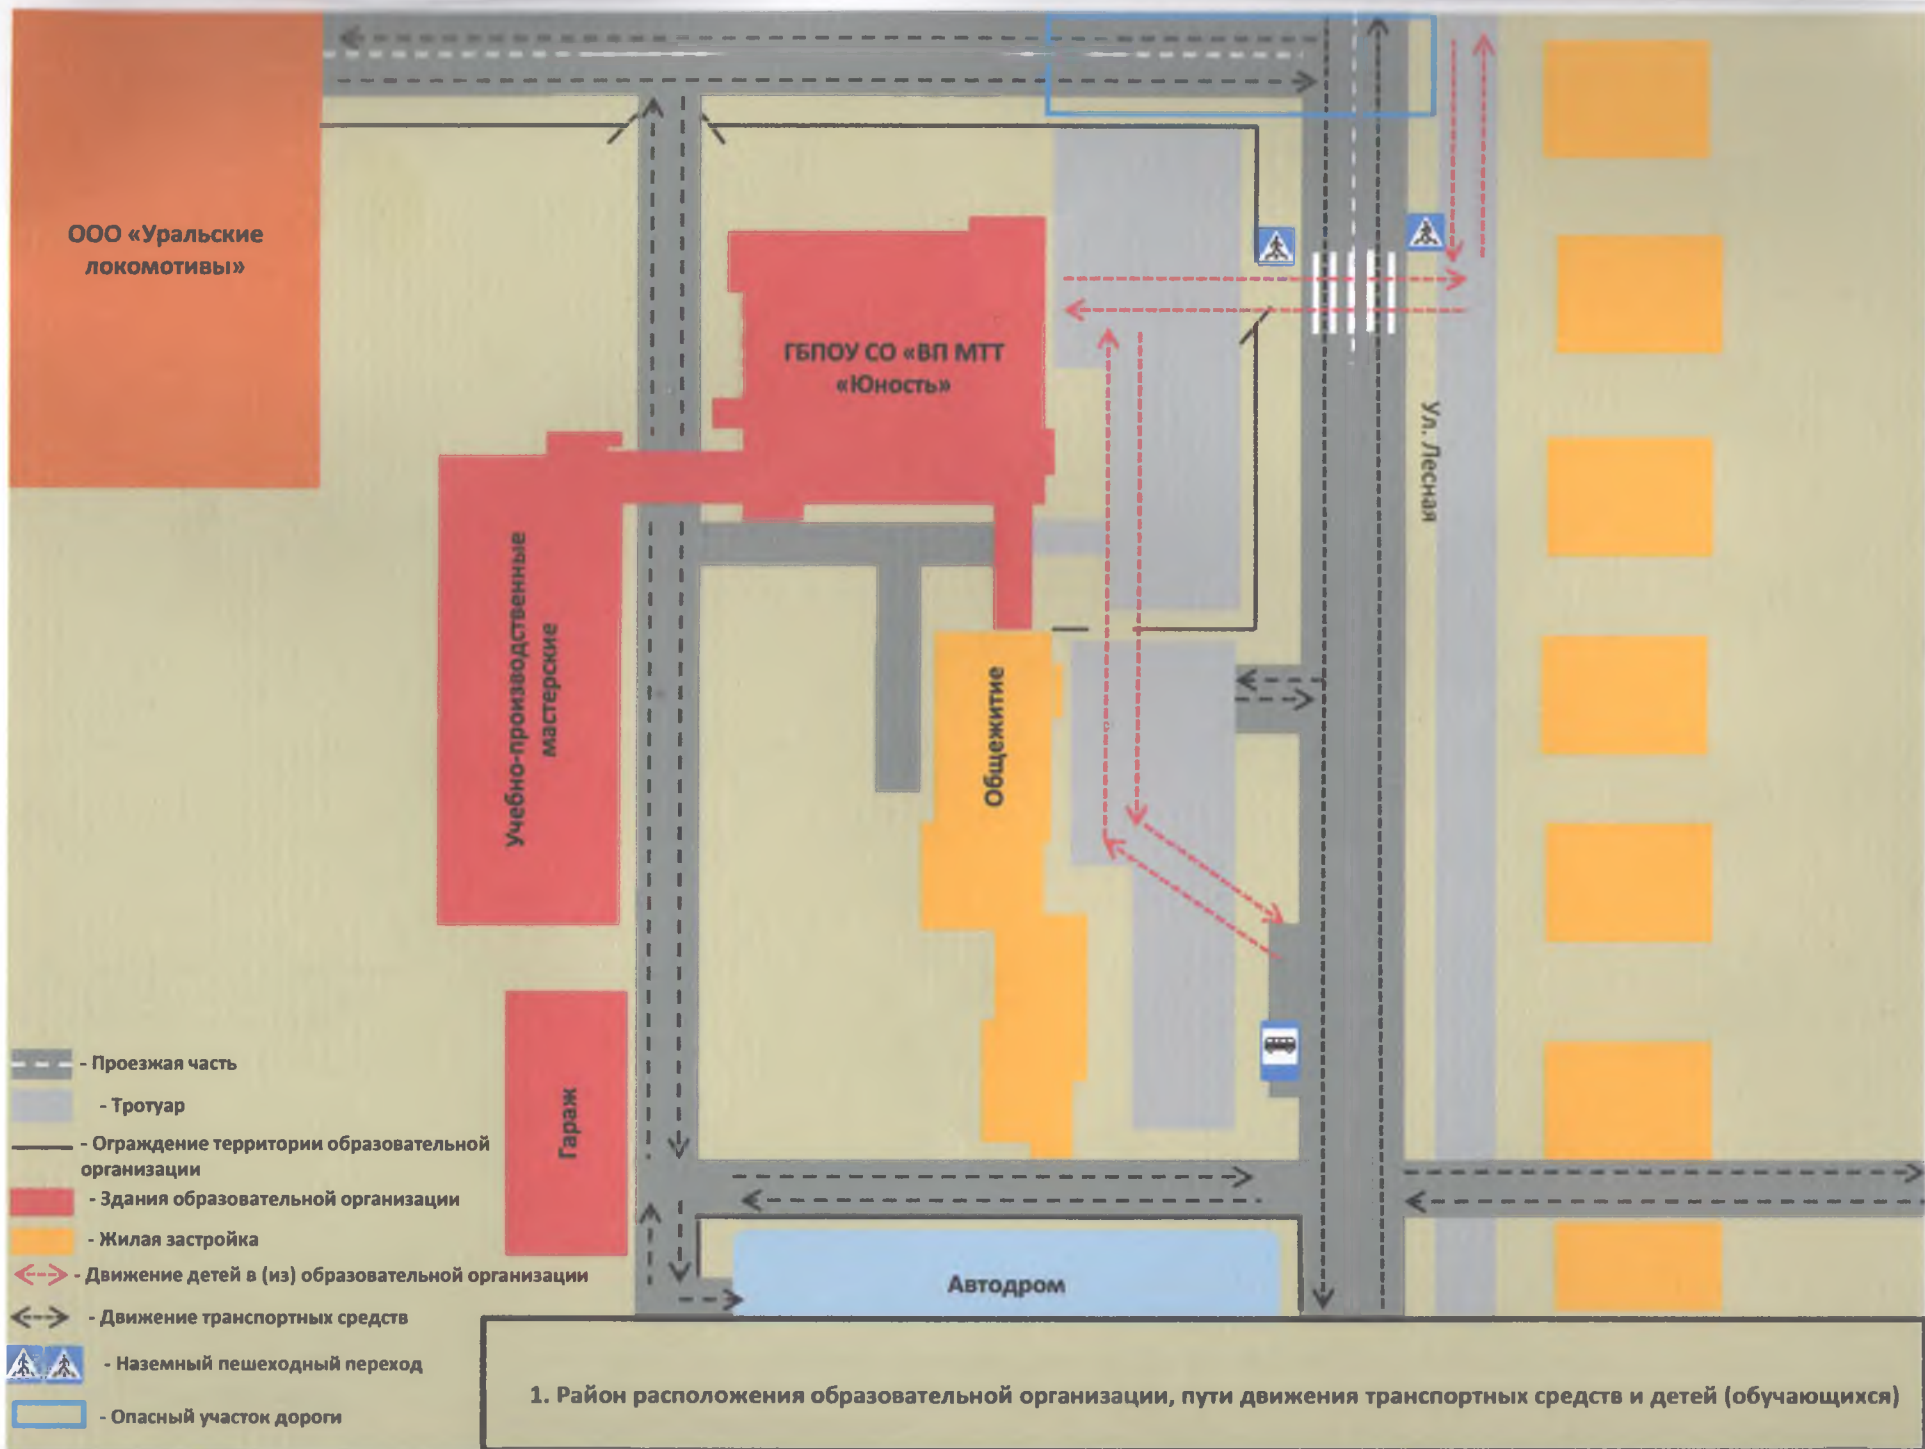 ООО «Уральские
локомотивы»
ГБПОУ СО «ВП МТТ
«Юность»
Ул. Лесная
Учебно-производственные
мастерские
Общежитие
Гараж
Автодром
- Проезжая часть
- Тротуар
- Ограждение территории образовательной
организации
- Здания образовательной организации
- Жилая застройка
- Движение детей в (из) образовательной организации
- Движение транспортных средств
- Наземный пешеходный переход
- Опасный участок дороги
1. Район расположения образовательной организации, пути движения транспортных средств и детей (обучающихся)